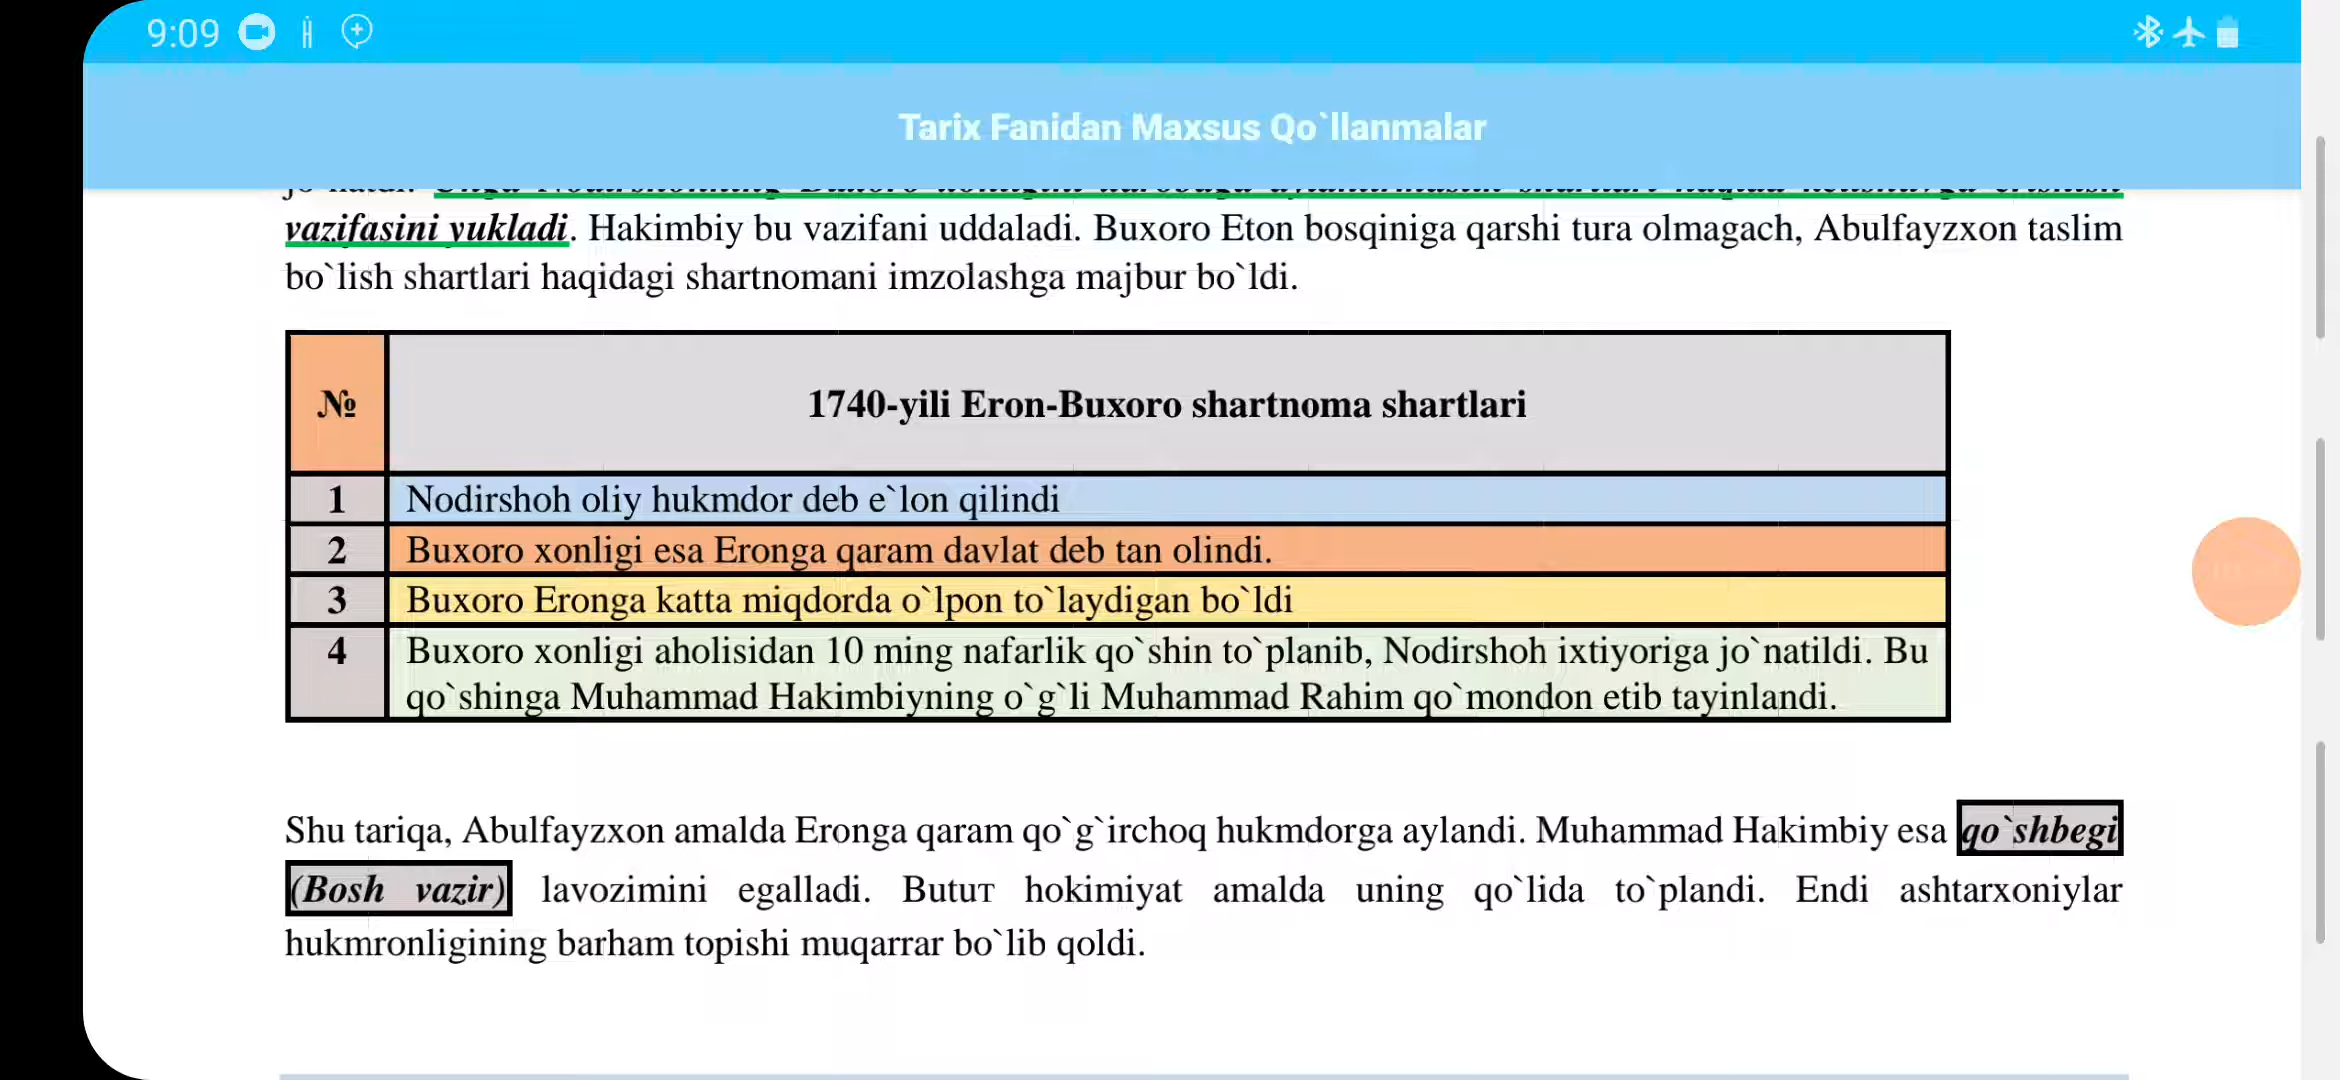 9:09
Tarix Fanidan Maxsus Qo`llanmalar
vazifasini yukladi. Hakimbiy bu vazifani uddaladi. Buxoro Eton bosqiniga qarshi tura olmagach, Abulfayzxon taslim
bo`lish shartlari haqidagi shartnomani imzolashga majbur bo`ldi.
№ 1740-yili Eron-Buxoro shartnoma shartlari
1 Nodirshoh oliy hukmdor deb e`lon qilindi
2 Buxoro xonligi esa Eronga qaram davlat deb tan olindi.
3 Buxoro Eronga katta miqdorda o`lpon to`laydigan bo`ldi
4 Buxoro xonligi aholisidan 10 ming nafarlik qo`shin to`planib, Nodirshoh ixtiyoriga jo`natildi. Bu
qo`shinga Muhammad Hakimbiyning o`g`li Muhammad Rahim qo`mondon etib tayinlandi.
Shu tariqa, Abulfayzxon amalda Eronga qaram qo`g`irchoq hukmdorga aylandi. Muhammad Hakimbiy esa qo`shbegi
(Bosh vazir) lavozimini egalladi. Butuт hokimiyat amalda uning qo`lida to`plandi. Endi ashtarxoniylar
hukmronligining barham topishi muqarrar bo`lib qoldi.